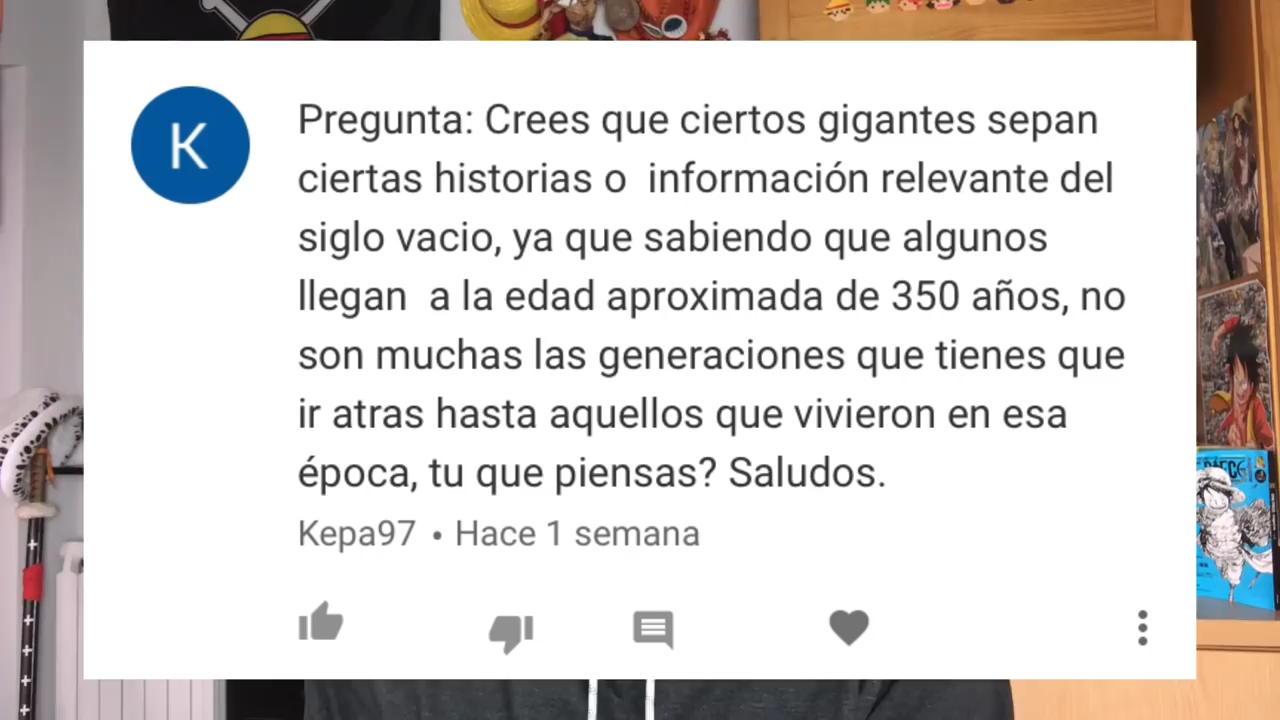 K
Pregunta: Crees que ciertos gigantes sepan
ciertas historias o información relevante del
siglo vacio, ya que sabiendo que algunos
llegan a la edad aproximada de 350 años, no
son muchas las generaciones que tienes que
ir atras hasta aquellos que vivieron en esa
época, tu que piensas? Saludos.
Kepa97 • Hace 1 semana